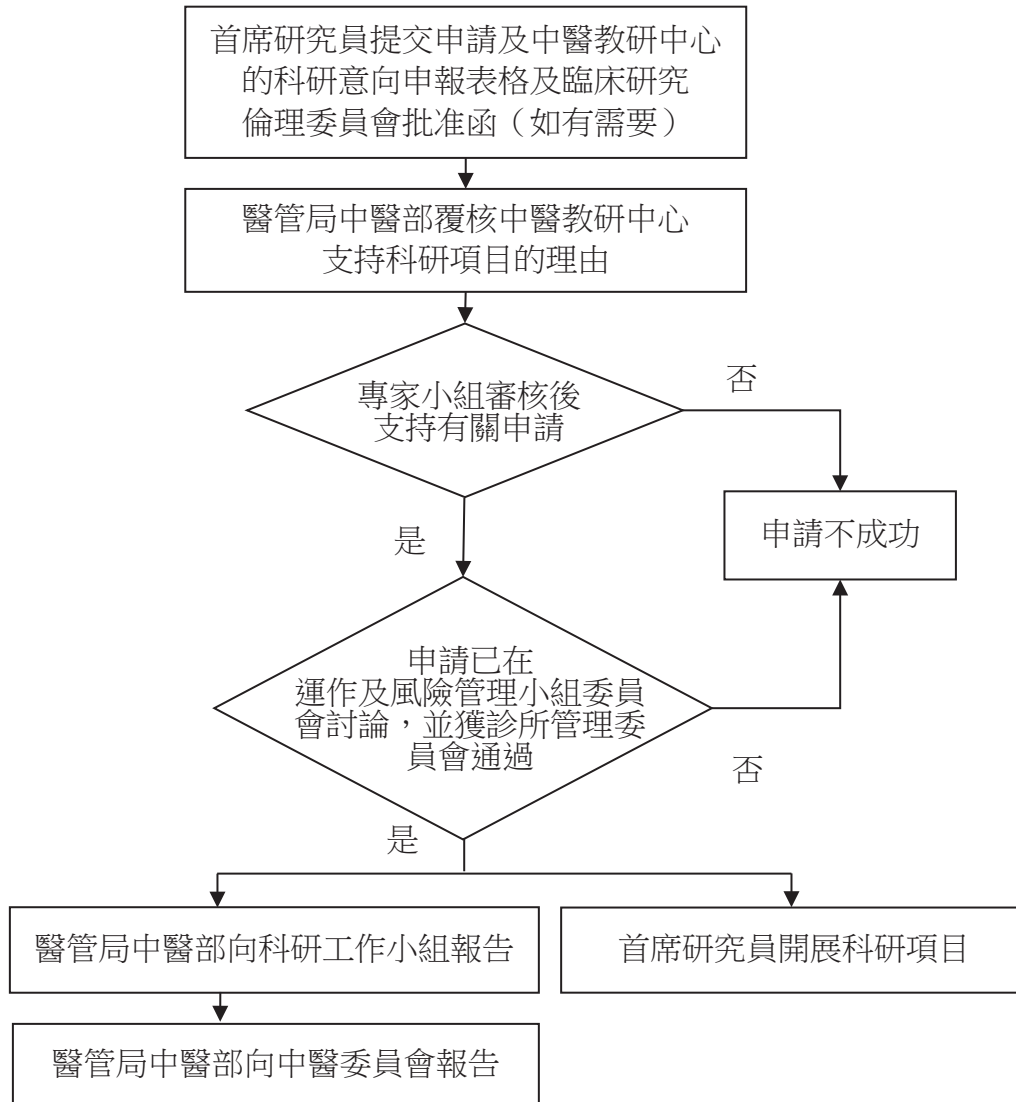 首席研究員提交申請及中醫教研中心
的科研意向申報表格及臨床研究
倫理委員會批准函（如有需要）
醫管局中醫部覆核中醫教研中心
支持科研項目的理由
否
專家小組審核後
支持有關申請
申請不成功
是
申請已在
運作及風險管理小組委員
會討論，並獲診所管理委
員會通過
否
是
醫管局中醫部向科研工作小組報告
首席研究員開展科研項目
醫管局中醫部向中醫委員會報告